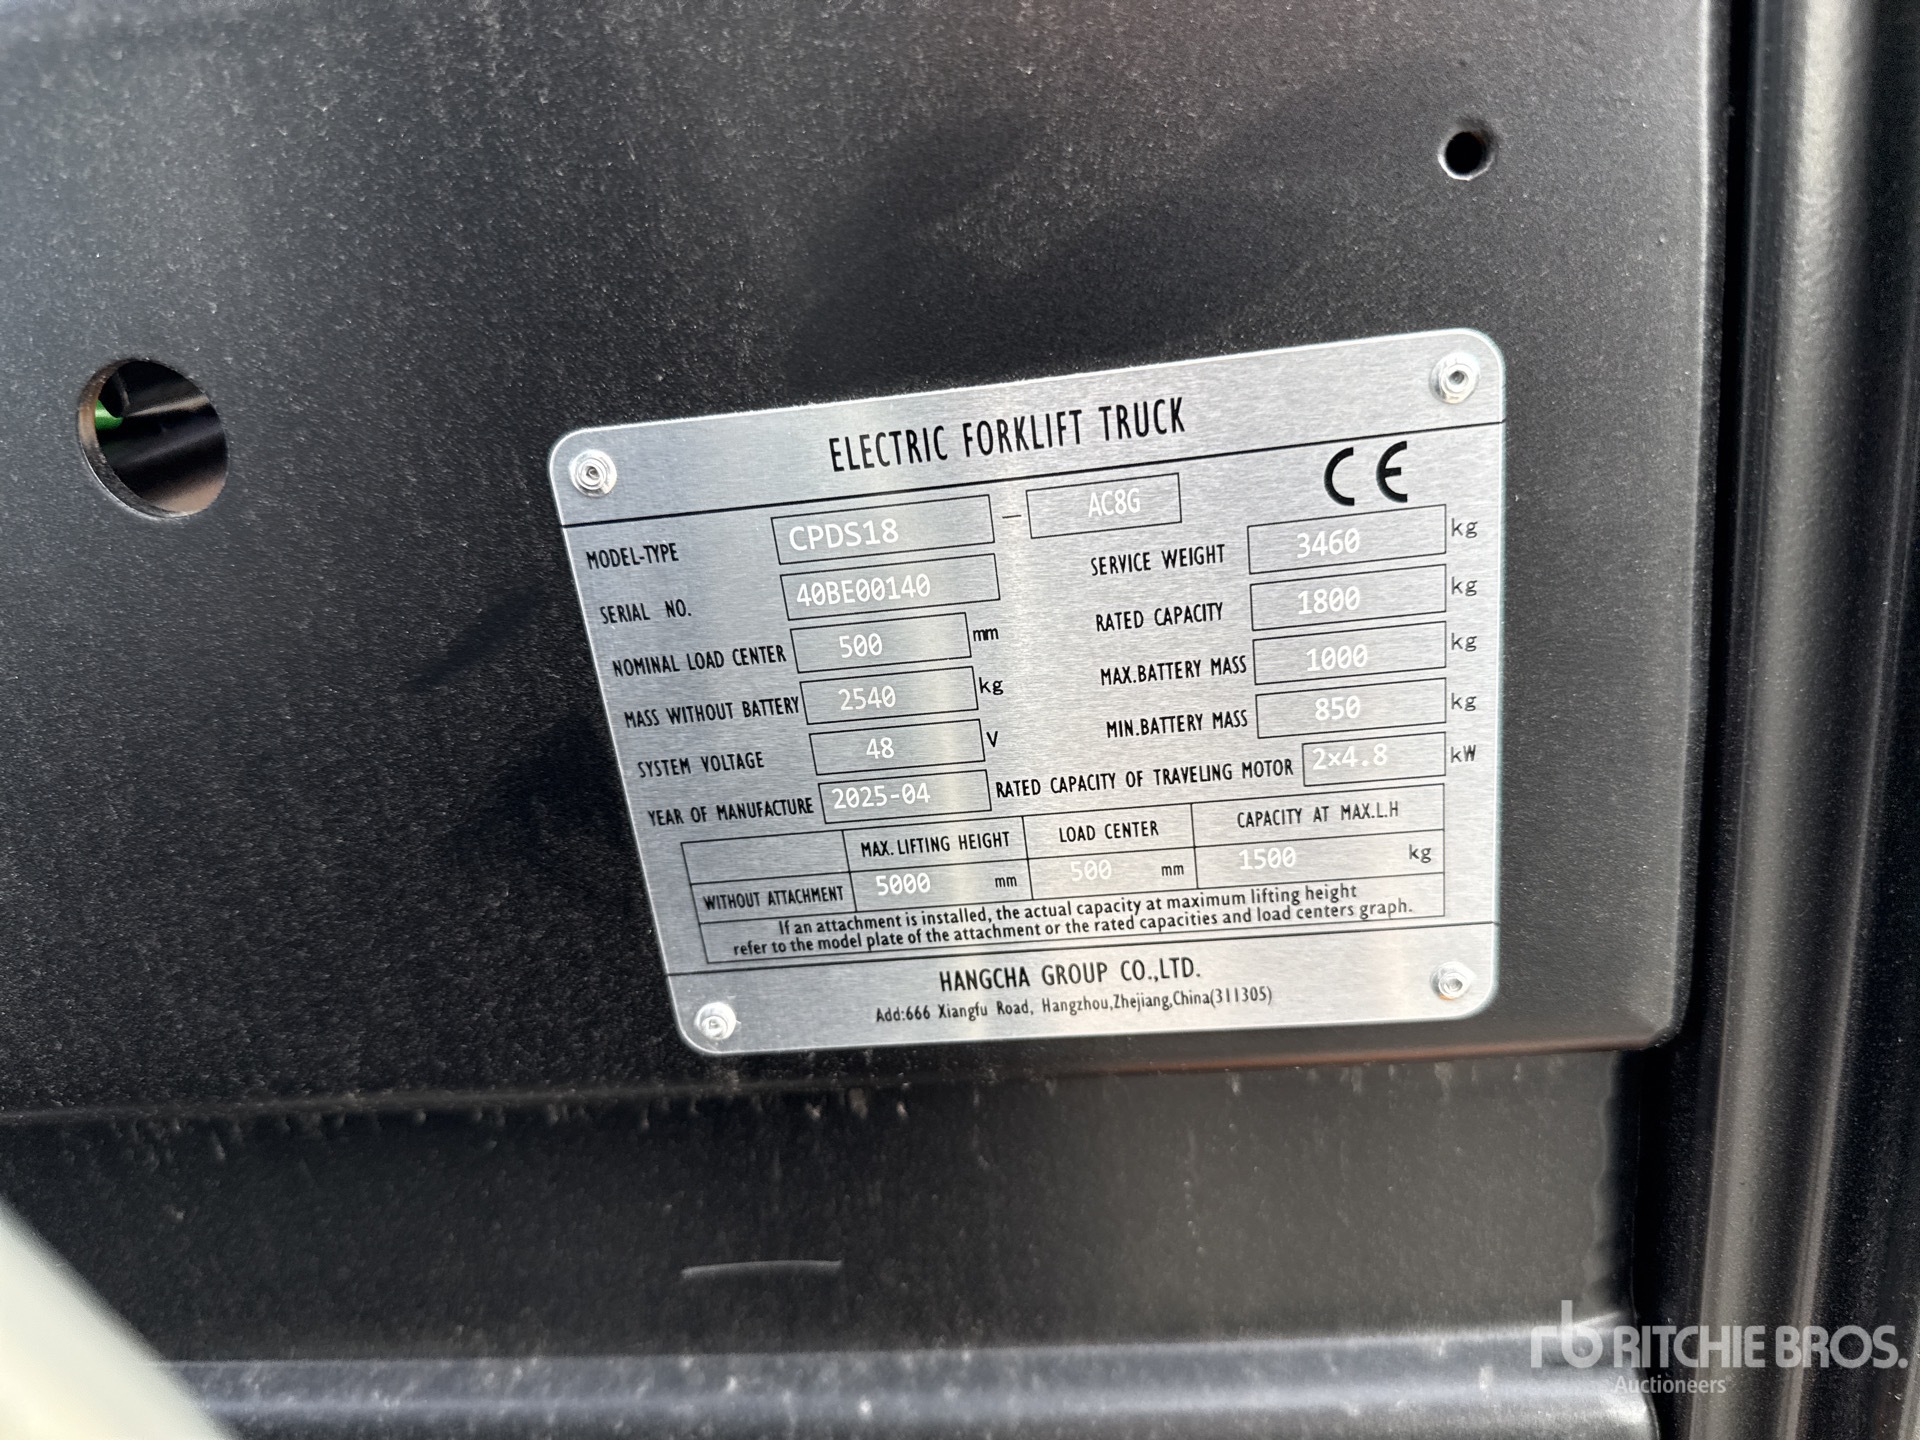 ELECTRIC FORKLIFT TRUCK
CE
MODEL-TYPE CPDS18 — AC8G
SERIAL NO. 40BE00140
SERVICE WEIGHT 3460 kg
NOMINAL LOAD CENTER 500 mm
RATED CAPACITY 1800 kg
MASS WITHOUT BATTERY 2540 kg
MAX.BATTERY MASS 1000 kg
SYSTEM VOLTAGE 48 V
MIN.BATTERY MASS 850 kg
YEAR OF MANUFACTURE 2025-04
RATED CAPACITY OF TRAVELING MOTOR 2×4.8 kW
MAX. LIFTING HEIGHT LOAD CENTER CAPACITY AT MAX.L.H
WITHOUT ATTACHMENT 5000 mm 500 mm 1500 kg
If an attachment is installed, the actual capacity at maximum lifting height
refer to the model plate of the attachment or the rated capacities and load centers graph.
HANGCHA GROUP CO.,LTD.
Add:666 Xiangfu Road, Hangzhou,Zhejiang,China(311305)
rb RITCHIE BROS.
Auctioneers